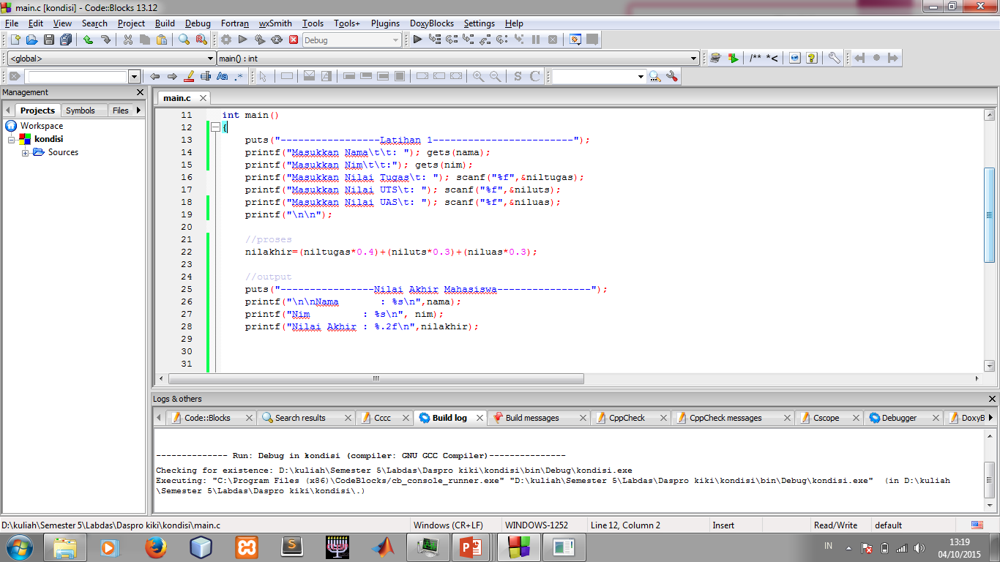 main.c [kondisi] - Code::Blocks 13.12
File Edit View Search Project Build Debug Fortran wxSmith Tools Tools+ Plugins DoxyBlocks Settings Help
Debug
<global> main() : int
/** *<
Aa .*
S C
Management
main.c
Projects Symbols Files
Workspace
kondisi
Sources
11 int main()
12 {
13 puts("-----------------Latihan 1------------------------");
14 printf("Masukkan Nama\t\t: "); gets(nama);
15 printf("Masukkan Nim\t\t:"); gets(nim);
16 printf("Masukkan Nilai Tugas\t: "); scanf("%f",&niltugas);
17 printf("Masukkan Nilai UTS\t: "); scanf("%f",&niluts);
18 printf("Masukkan Nilai UAS\t: "); scanf("%f",&niluas);
19 printf("\n\n");
20
21 //proses
22 nilakhir=(niltugas*0.4)+(niluts*0.3)+(niluas*0.3);
23
24 //output
25 puts("----------------Nilai Akhir Mahasiswa----------------");
26 printf("\n\nNama       : %s\n",nama);
27 printf("Nim         : %s\n", nim);
28 printf("Nilai Akhir : %.2f\n",nilakhir);
29
30
31
Logs & others
Code::Blocks Search results Cccc Build log Build messages CppCheck CppCheck messages Cscope Debugger DoxyB
-------------- Run: Debug in kondisi (compiler: GNU GCC Compiler)---------------
Checking for existence: D:\kuliah\Semester 5\Labdas\Daspro kiki\kondisi\bin\Debug\kondisi.exe
Executing: "C:\Program Files (x86)\CodeBlocks/cb_console_runner.exe" "D:\kuliah\Semester 5\Labdas\Daspro kiki\kondisi\bin\Debug\kondisi.exe"  (in D:\kuliah
\Semester 5\Labdas\Daspro kiki\kondisi\.)
D:\kuliah\Semester 5\Labdas\Daspro kiki\kondisi\main.c Windows (CR+LF) WINDOWS-1252 Line 12, Column 2 Insert Read/Write default
IN 13:19
04/10/2015